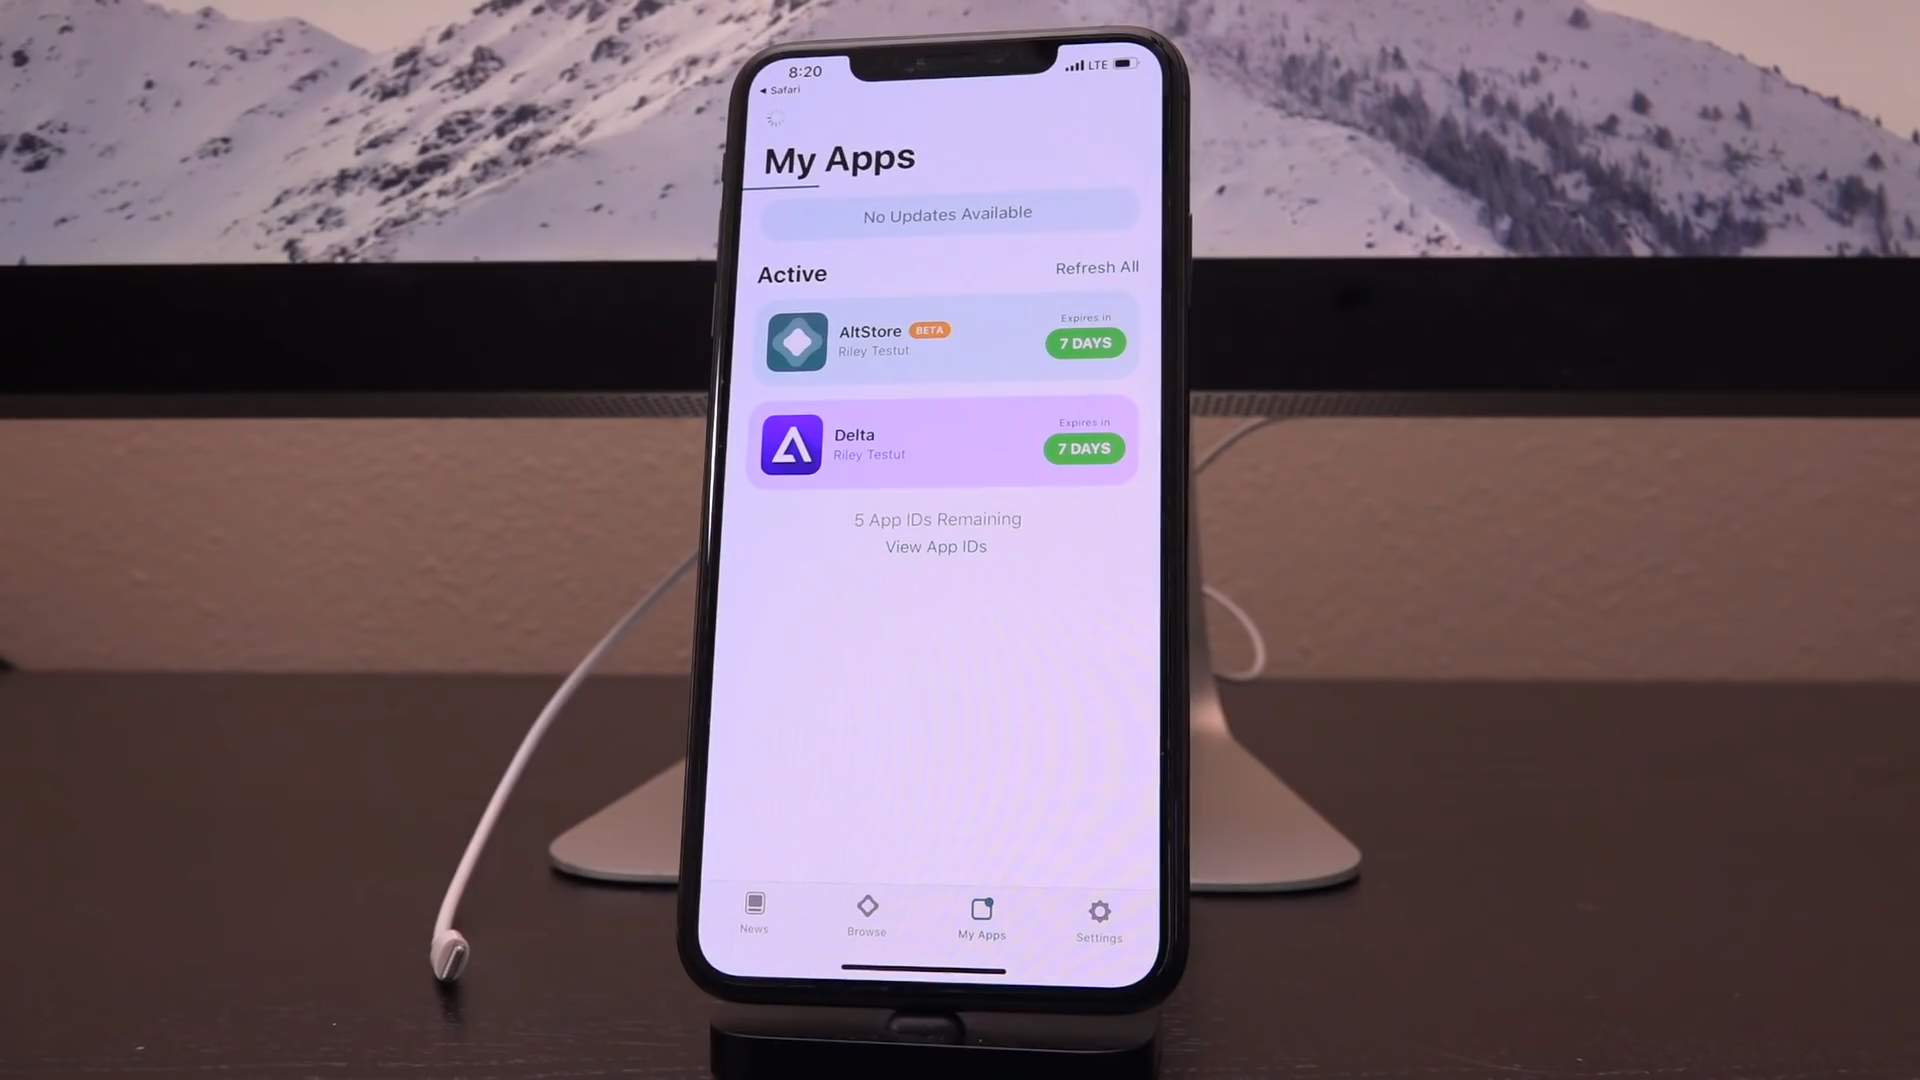 8:20
LTE
◄ Safari
My Apps
No Updates Available
Active
Refresh All
AltStore BETA
Riley Testut
Expires in
7 DAYS
Delta
Riley Testut
Expires in
7 DAYS
5 App IDs Remaining
View App IDs
News
Browse
My Apps
Settings